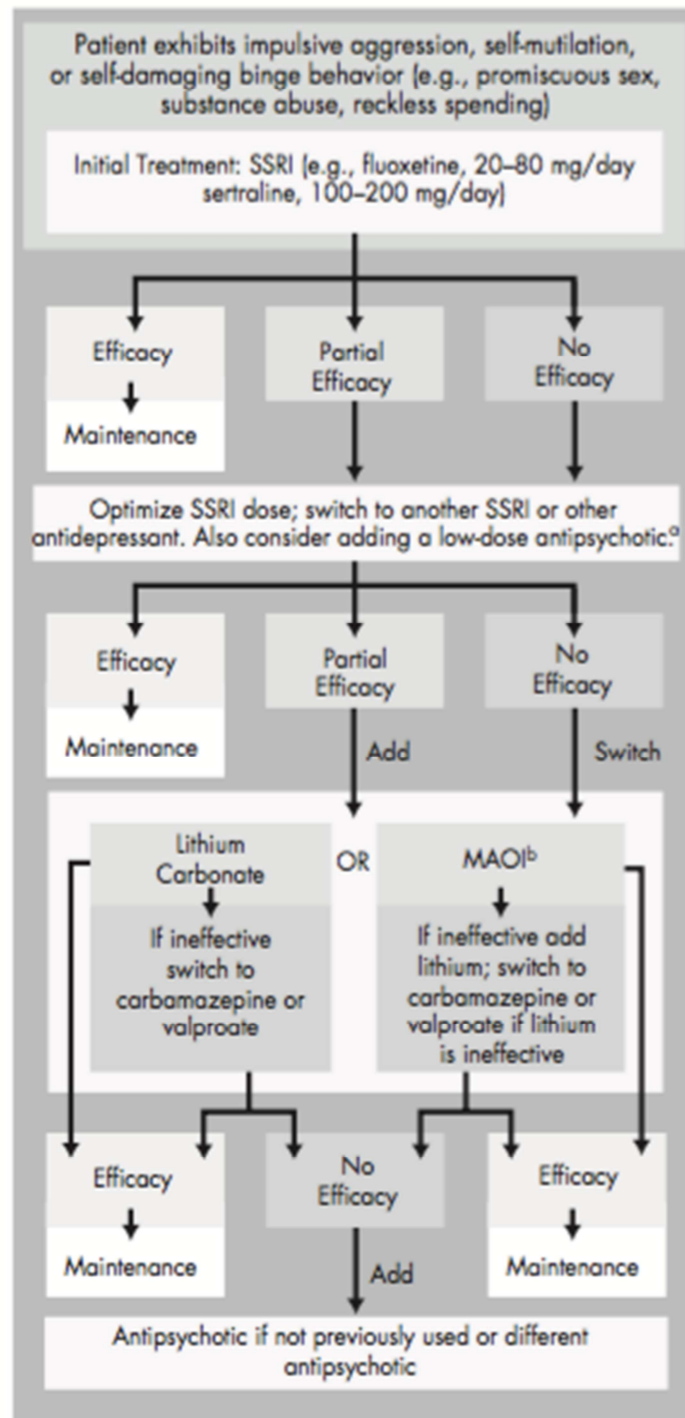 Patient exhibits impulsive aggression, self-mutilation,
or self-damaging binge behavior (e.g., promiscuous sex,
substance abuse, reckless spending)
Initial Treatment: SSRI (e.g., fluoxetine, 20–80 mg/day
sertraline, 100–200 mg/day)
Efficacy
Maintenance
Partial
Efficacy
No
Efficacy
Optimize SSRI dose; switch to another SSRI or other
antidepressant. Also consider adding a low-dose antipsychotic.a
Efficacy
Maintenance
Partial
Efficacy
No
Efficacy
Add
Switch
Lithium
Carbonate
If ineffective
switch to
carbamazepine or
valproate
OR
MAOIb
If ineffective add
lithium; switch to
carbamazepine or
valproate if lithium
is ineffective
Efficacy
Maintenance
No
Efficacy
Add
Efficacy
Maintenance
Antipsychotic if not previously used or different
antipsychotic